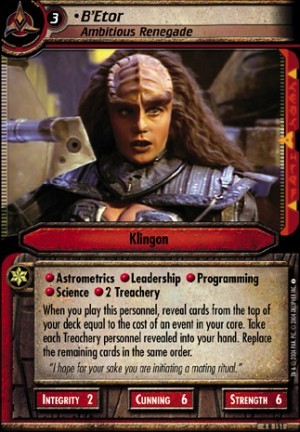 3
•B'Etor
Ambitious Renegade
Klingon
Astrometrics Leadership Programming
Science 2 Treachery
When you play this personnel, reveal cards from the top of
your deck equal to the cost of an event in your core. Take
each Treachery personnel revealed into your hand. Replace
the remaining cards in the same order.
"I hope for your sake you are initiating a mating ritual."
INTEGRITY 2 CUNNING 6 STRENGTH 6